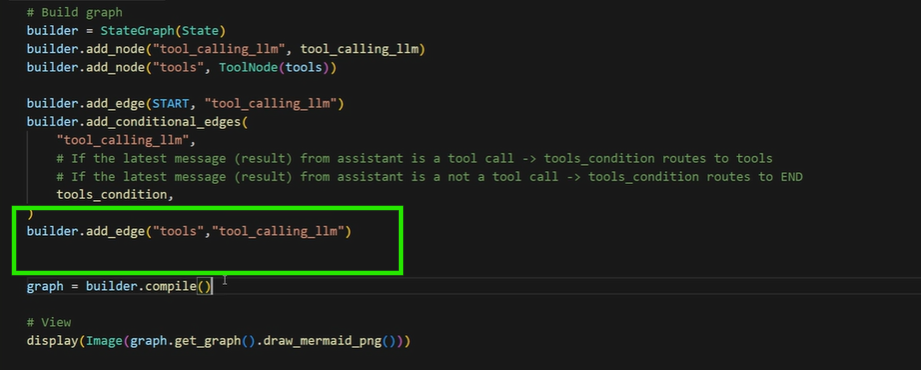 # Build graph
builder = StateGraph(State)
builder.add_node("tool_calling_llm", tool_calling_llm)
builder.add_node("tools", ToolNode(tools))
builder.add_edge(START, "tool_calling_llm")
builder.add_conditional_edges(
"tool_calling_llm",
# If the latest message (result) from assistant is a tool call -> tools_condition routes to tools
# If the latest message (result) from assistant is a not a tool call -> tools_condition routes to END
tools_condition,
)
builder.add_edge("tools","tool_calling_llm")
graph = builder.compile()
# View
display(Image(graph.get_graph().draw_mermaid_png()))